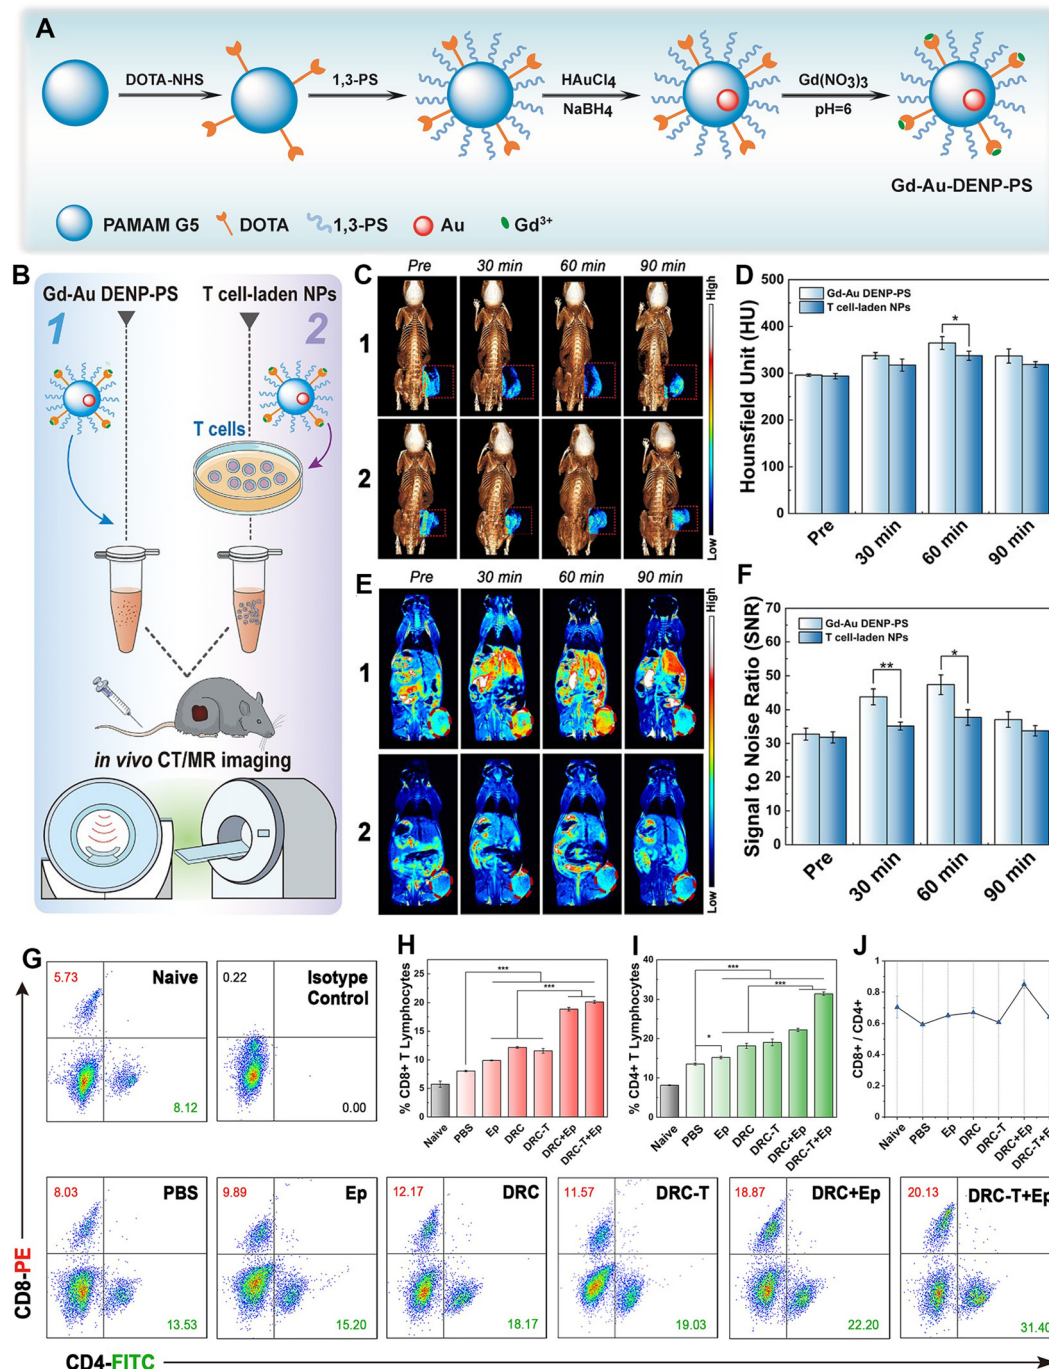 A
DOTA-NHS
1,3-PS
HAuCl4
NaBH4
Gd(NO3)3
pH=6
Gd-Au-DENP-PS
PAMAM G5
DOTA
1,3-PS
Au
Gd3+
B
Gd-Au DENP-PS
T cell-laden NPs
1
2
T cells
in vivo CT/MR imaging
C
Pre
30 min
60 min
90 min
1
2
High
Low
D
Hounsfield Unit (HU)
500
400
300
200
100
0
Gd-Au DENP-PS
T cell-laden NPs
*
Pre
30 min
60 min
90 min
E
Pre
30 min
60 min
90 min
1
2
High
Low
F
Signal to Noise Ratio (SNR)
70
60
50
40
30
20
10
0
Gd-Au DENP-PS
T cell-laden NPs
**
*
Pre
30 min
60 min
90 min
G
5.73
Naive
8.12
0.22
Isotype
Control
0.00
H
% CD8+ T Lymphocytes
25
20
15
10
5
0
***
***
Naive
PBS
Ep
DRC
DRC-T
DRC+Ep
DRC-T+Ep
I
% CD4+ T Lymphocytes
40
30
20
10
0
***
***
*
Naive
PBS
Ep
DRC
DRC-T
DRC+Ep
DRC-T+Ep
J
CD8+ / CD4+
1
0.8
0.6
0.4
0.2
0
Naive
PBS
Ep
DRC
DRC-T
DRC+Ep
DRC-T+Ep
8.03
PBS
13.53
9.89
Ep
15.20
12.17
DRC
18.17
11.57
DRC-T
19.03
18.87
DRC+Ep
22.20
20.13
DRC-T+Ep
31.40
CD8-PE
CD4-FITC